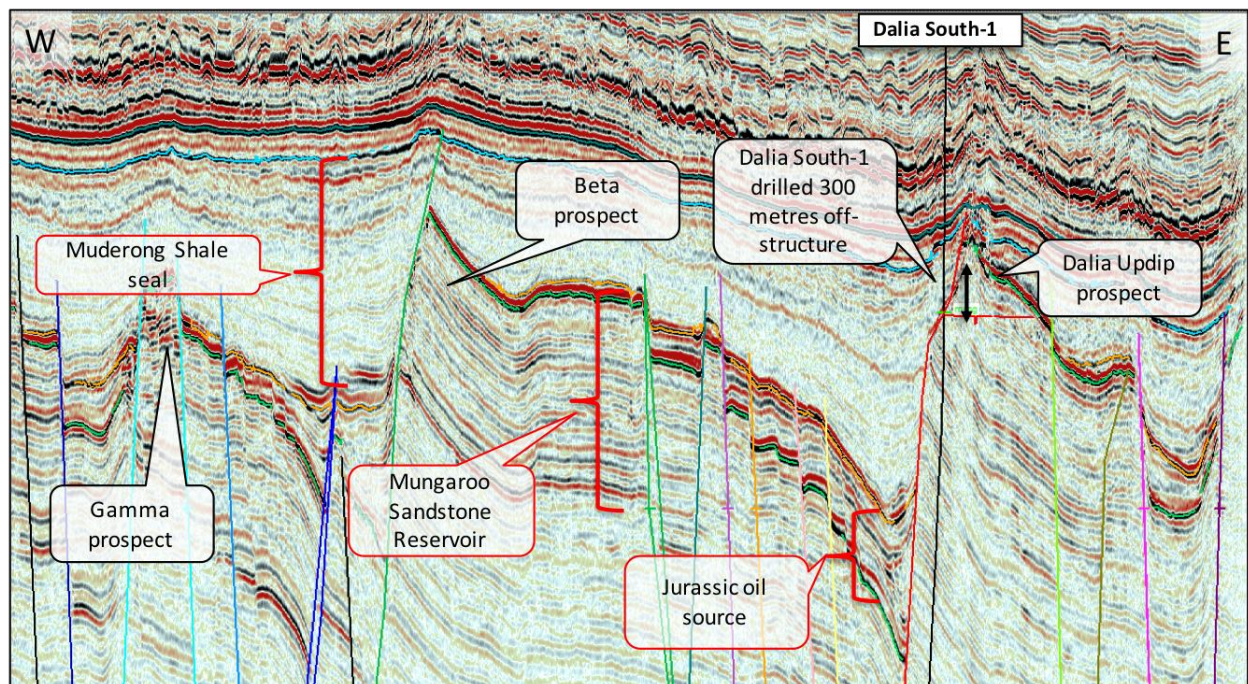 W
Dalia South-1
E
Dalia South-1
drilled 300
metres off-
structure
Beta
prospect
Muderong Shale
seal
Dalia Updip
prospect
Mungaroo
Sandstone
Reservoir
Gamma
prospect
Jurassic oil
source